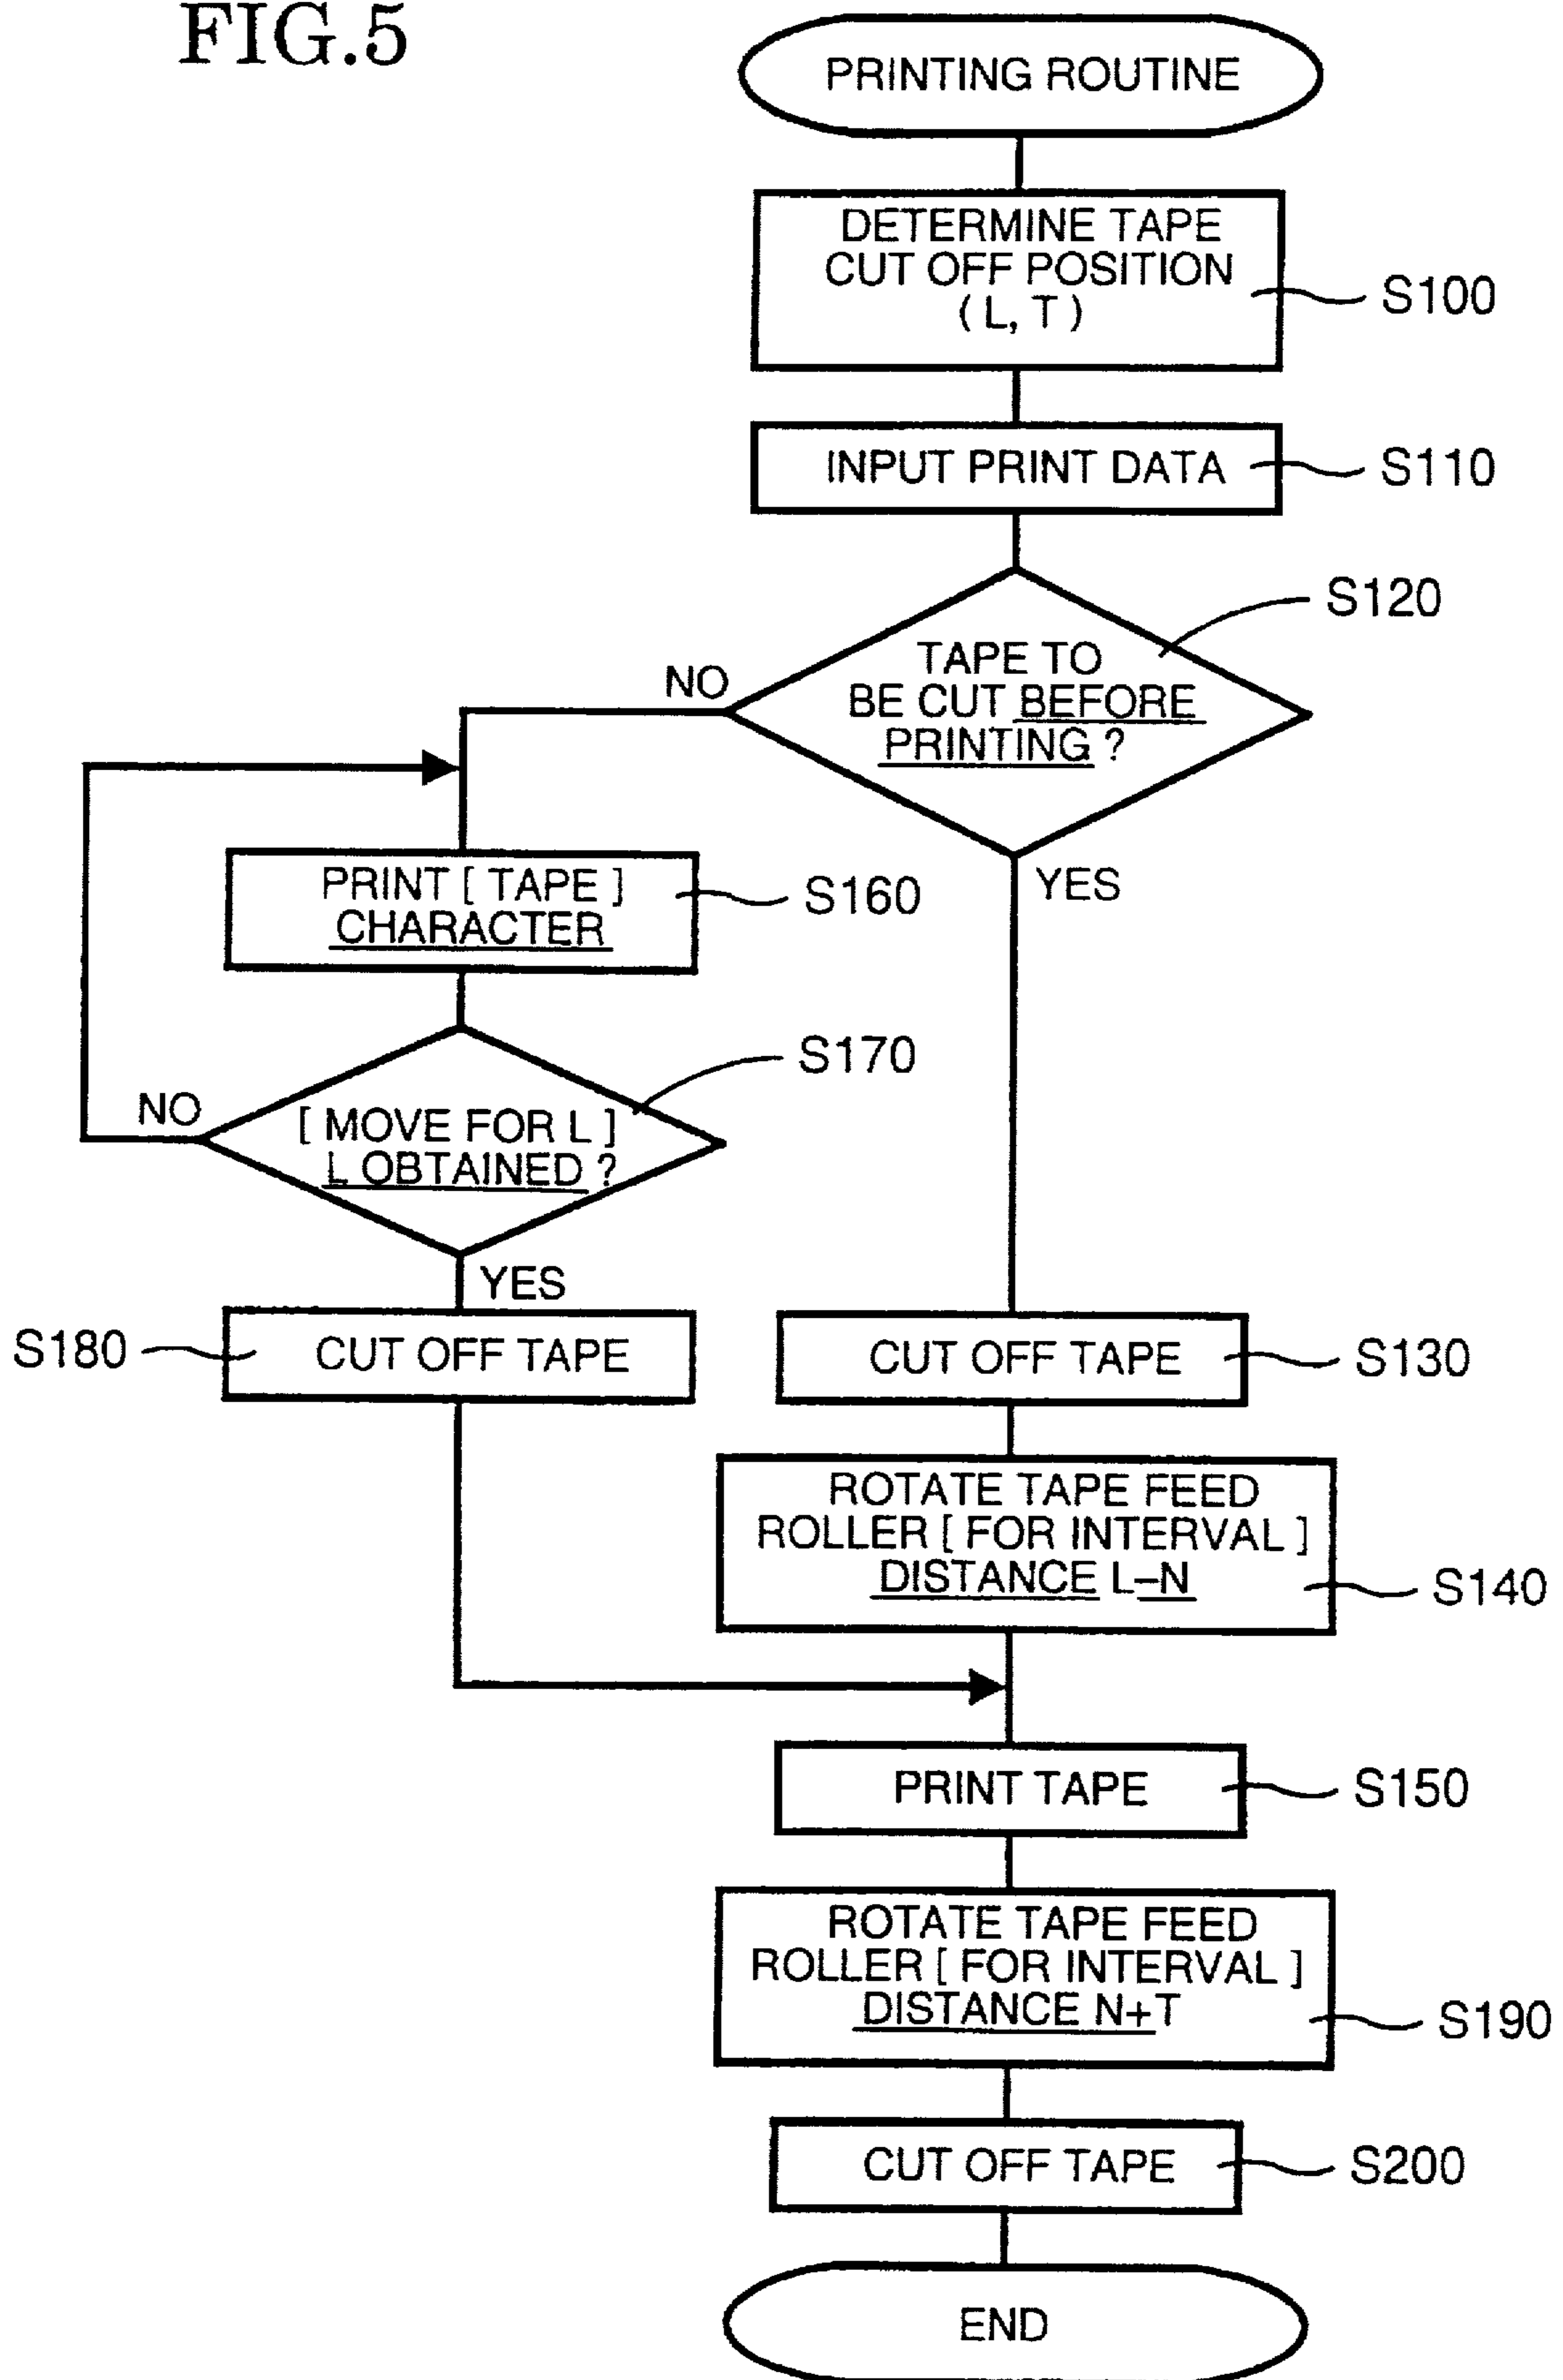 FIG.5
PRINTING ROUTINE
DETERMINE TAPE
CUT OFF POSITION
( L, T )
S100
INPUT PRINT DATA
S110
S120
TAPE TO
BE CUT BEFORE
PRINTING ?
NO
YES
PRINT [ TAPE ]
CHARACTER
S160
S170
[ MOVE FOR L ]
L OBTAINED ?
NO
YES
S180
CUT OFF TAPE
CUT OFF TAPE
S130
ROTATE TAPE FEED
ROLLER [ FOR INTERVAL ]
DISTANCE L–N
S140
PRINT TAPE
S150
ROTATE TAPE FEED
ROLLER [ FOR INTERVAL ]
DISTANCE N+T
S190
CUT OFF TAPE
S200
END